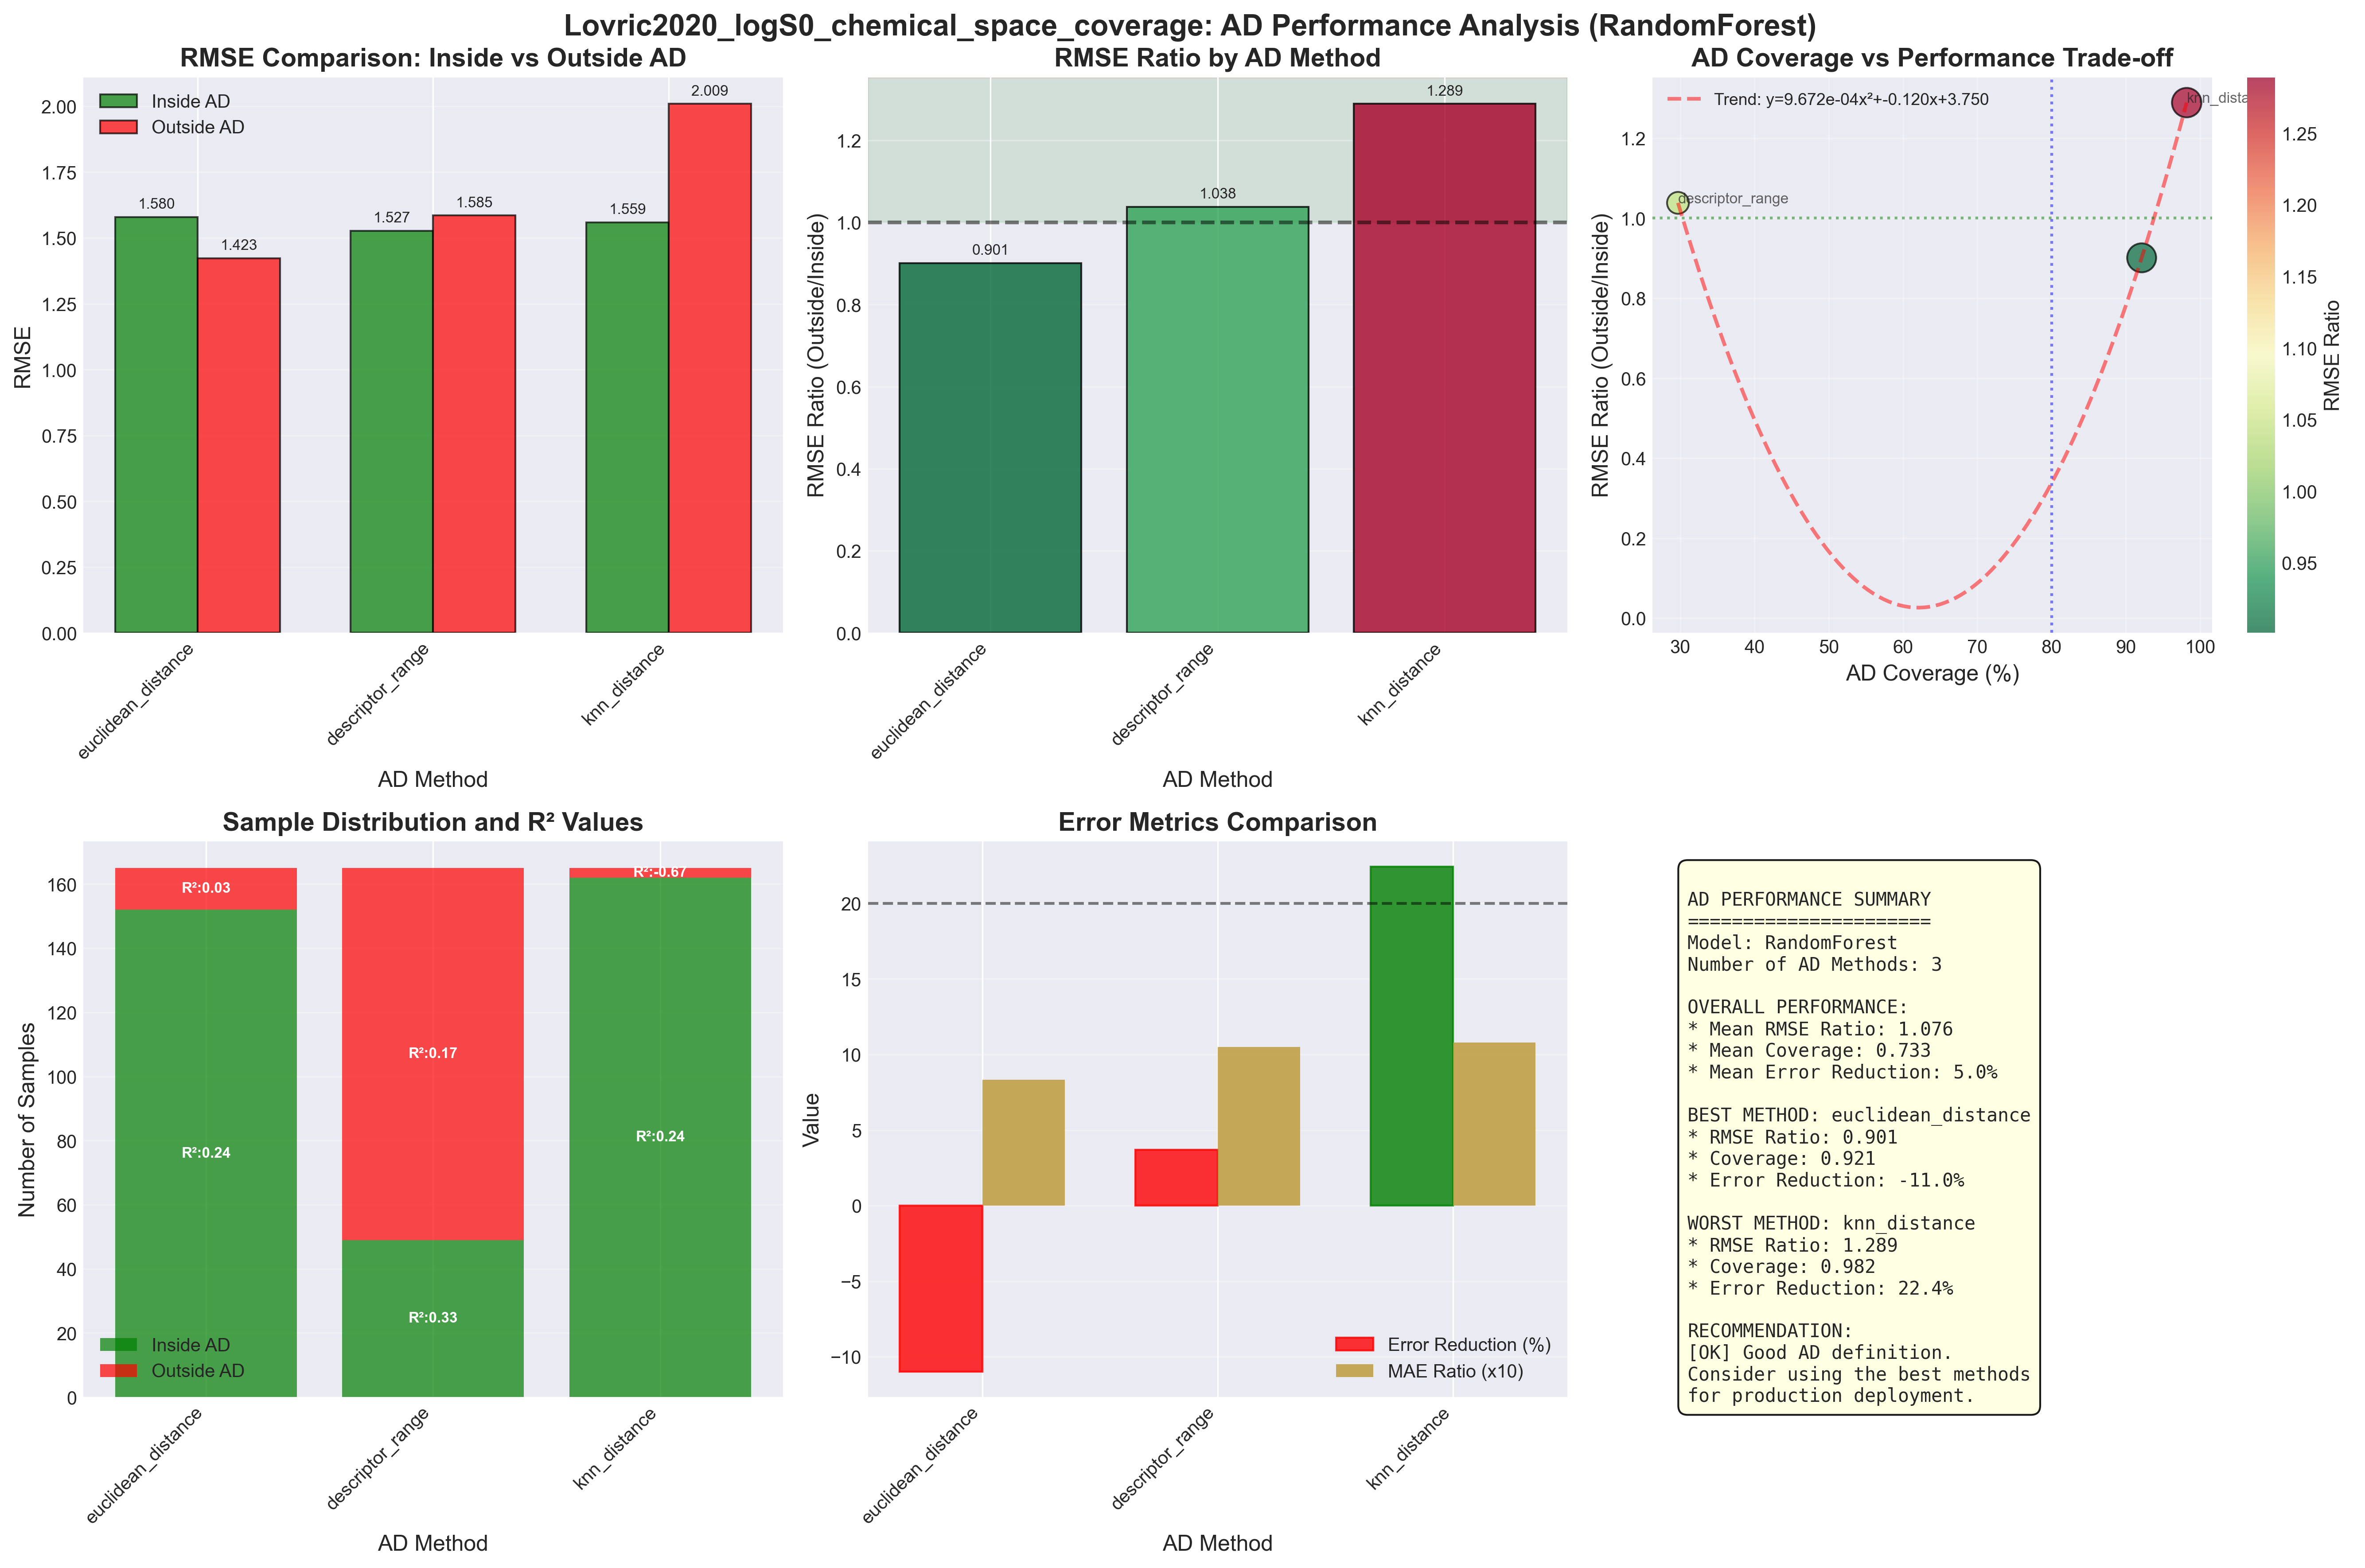 Lovric2020_logS0_chemical_space_coverage: AD Performance Analysis (RandomForest)
RMSE Comparison: Inside vs Outside AD
Inside AD
Outside AD
RMSE
2.00
1.75
1.50
1.25
1.00
0.75
0.50
0.25
0.00
1.580
1.423
1.527
1.585
1.559
2.009
euclidean_distance
descriptor_range
knn_distance
AD Method
RMSE Ratio by AD Method
RMSE Ratio (Outside/Inside)
1.2
1.0
0.8
0.6
0.4
0.2
0.0
0.901
1.038
1.289
euclidean_distance
descriptor_range
knn_distance
AD Method
AD Coverage vs Performance Trade-off
Trend: y=9.672e-04x²+-0.120x+3.750
knn_dista
descriptor_range
RMSE Ratio (Outside/Inside)
1.2
1.0
0.8
0.6
0.4
0.2
0.0
30 40 50 60 70 80 90 100
AD Coverage (%)
1.25
1.20
1.15
1.10
1.05
1.00
0.95
RMSE Ratio
Sample Distribution and R² Values
Number of Samples
160
140
120
100
80
60
40
20
0
R²:0.03
R²:0.24
R²:0.17
R²:0.33
R²:-0.67
R²:0.24
Inside AD
Outside AD
euclidean_distance
descriptor_range
knn_distance
AD Method
Error Metrics Comparison
Value
20
15
10
5
0
−5
−10
Error Reduction (%)
MAE Ratio (x10)
euclidean_distance
descriptor_range
knn_distance
AD Method
AD PERFORMANCE SUMMARY
======================
Model: RandomForest
Number of AD Methods: 3
OVERALL PERFORMANCE:
* Mean RMSE Ratio: 1.076
* Mean Coverage: 0.733
* Mean Error Reduction: 5.0%
BEST METHOD: euclidean_distance
* RMSE Ratio: 0.901
* Coverage: 0.921
* Error Reduction: -11.0%
WORST METHOD: knn_distance
* RMSE Ratio: 1.289
* Coverage: 0.982
* Error Reduction: 22.4%
RECOMMENDATION:
[OK] Good AD definition.
Consider using the best methods
for production deployment.